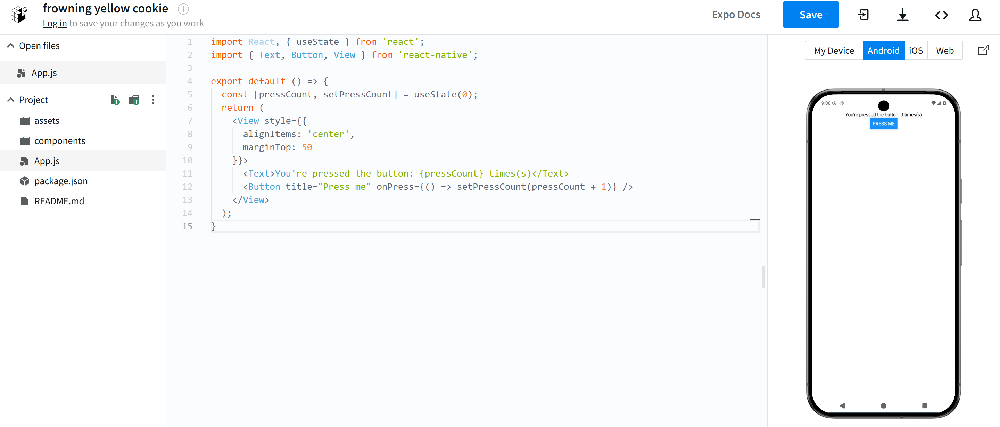 frowning yellow cookie
Log in to save your changes as you work
Expo Docs
Save
Open files
App.js
Project
assets
components
App.js
package.json
README.md
1 import React, { useState } from 'react';
2 import { Text, Button, View } from 'react-native';
3
4 export default () => {
5 const [pressCount, setPressCount] = useState(0);
6 return (
7 <View style={{
8 alignItems: 'center',
9 marginTop: 50
10 }}>
11 <Text>You're pressed the button: {pressCount} times(s)</Text>
12 <Button title="Press me" onPress={() => setPressCount(pressCount + 1)} />
13 </View>
14 );
15 }
My Device Android iOS Web
9:08
You're pressed the button: 0 times(s)
PRESS ME